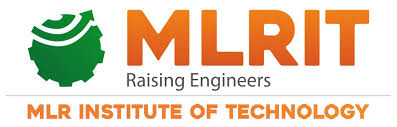 MLRIT
Raising Engineers
MLR INSTITUTE OF TECHNOLOGY